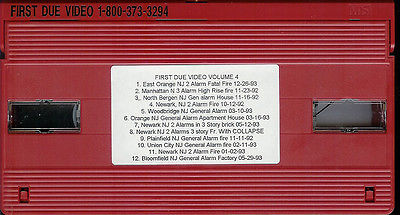 FIRST DUE VIDEO 1-800-373-3294
FIRST DUE VIDEO VOLUME 4
1. East Orange NJ 2 Alarm Fatal Fire 12-26-93
2. Manhattan N 3 Alarm High Rise fire 11-23-92
3. North Bergen NJ Gen alarm House 11-16-92
4. Newark, NJ 2 Alarm Fire 10-12-92
5. Woodbridge NJ General Alarm 03-10-93
6. Orange NJ General Alarm Apartment House 03-16-93
7. Newark NJ 2 Alarms in 3 Story brick 05-12-93
8. Newark NJ 2 Alarms 3 story Fr. With COLLAPSE
9. Plainfield NJ General Alarm fire 11-11-92
10. Union City NJ General Alarm fire 02-11-93
11. Newark NJ 2 Alarm Fire 01-02-93
12. Bloomfield NJ General Alarm Factory 05-29-93